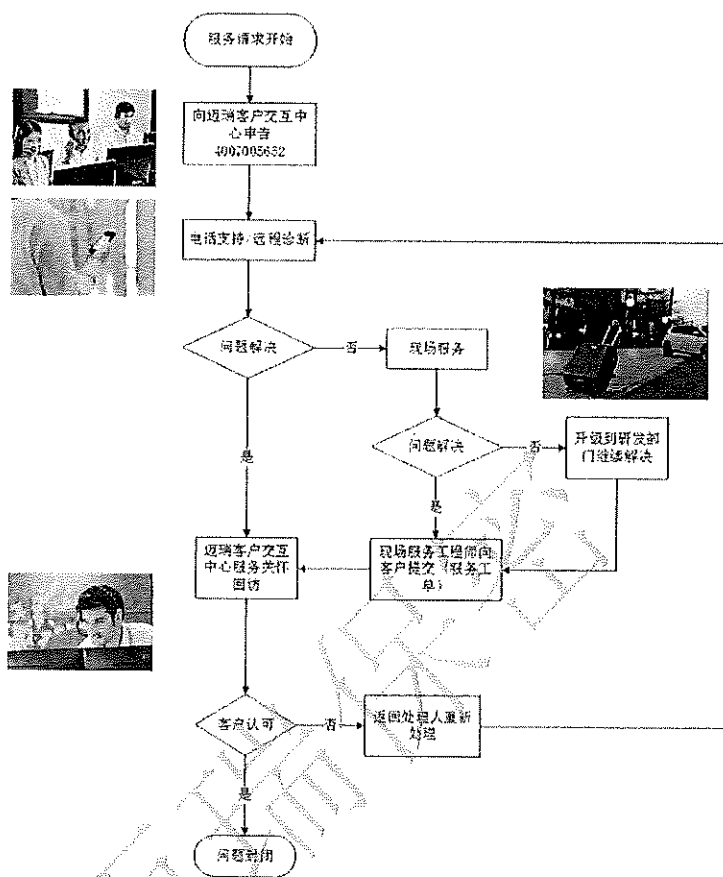 服务请求开始
向迈瑞客户交互中
心申告
4007005652
电话支持/远程诊断
问题解决
否
现场服务
是
问题解决
否
升级到研发部
门继续解决
是
迈瑞客户交互
中心服务关怀
回访
现场服务工程师向
客户提交（服务工
单）
客户认可
否
返回处理人重新
处理
是
问题封闭